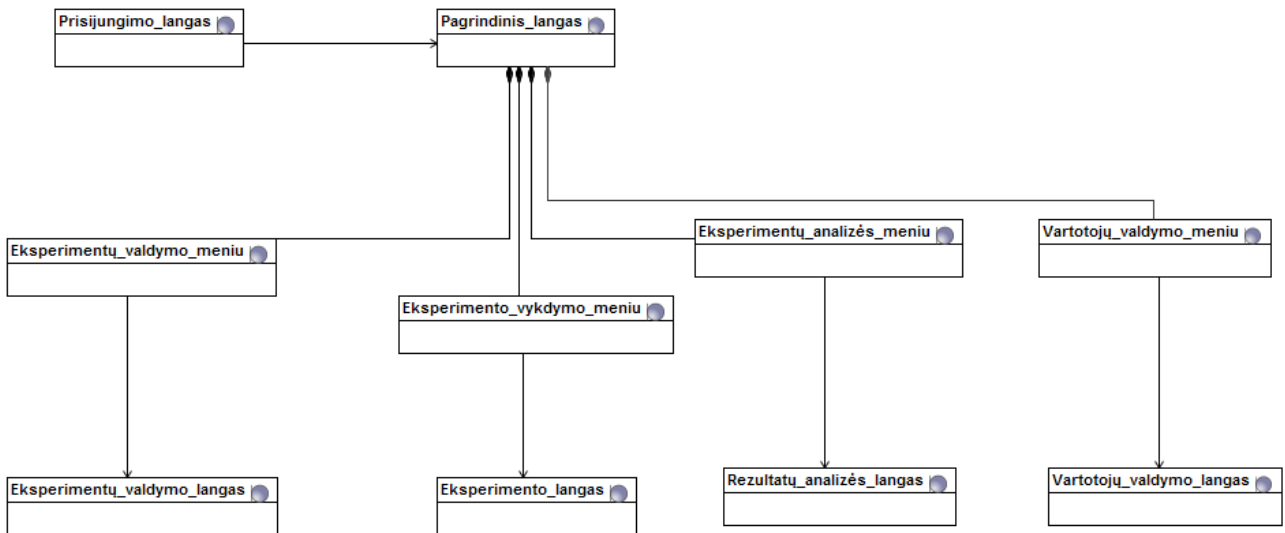 Prisijungimo_langas
Pagrindinis_langas
Eksperimentų_valdymo_meniu
Eksperimento_vykdymo_meniu
Eksperimentų_analizės_meniu
Vartotojų_valdymo_meniu
Eksperimentų_valdymo_langas
Eksperimento_langas
Rezultatų_analizės_langas
Vartotojų_valdymo_langas